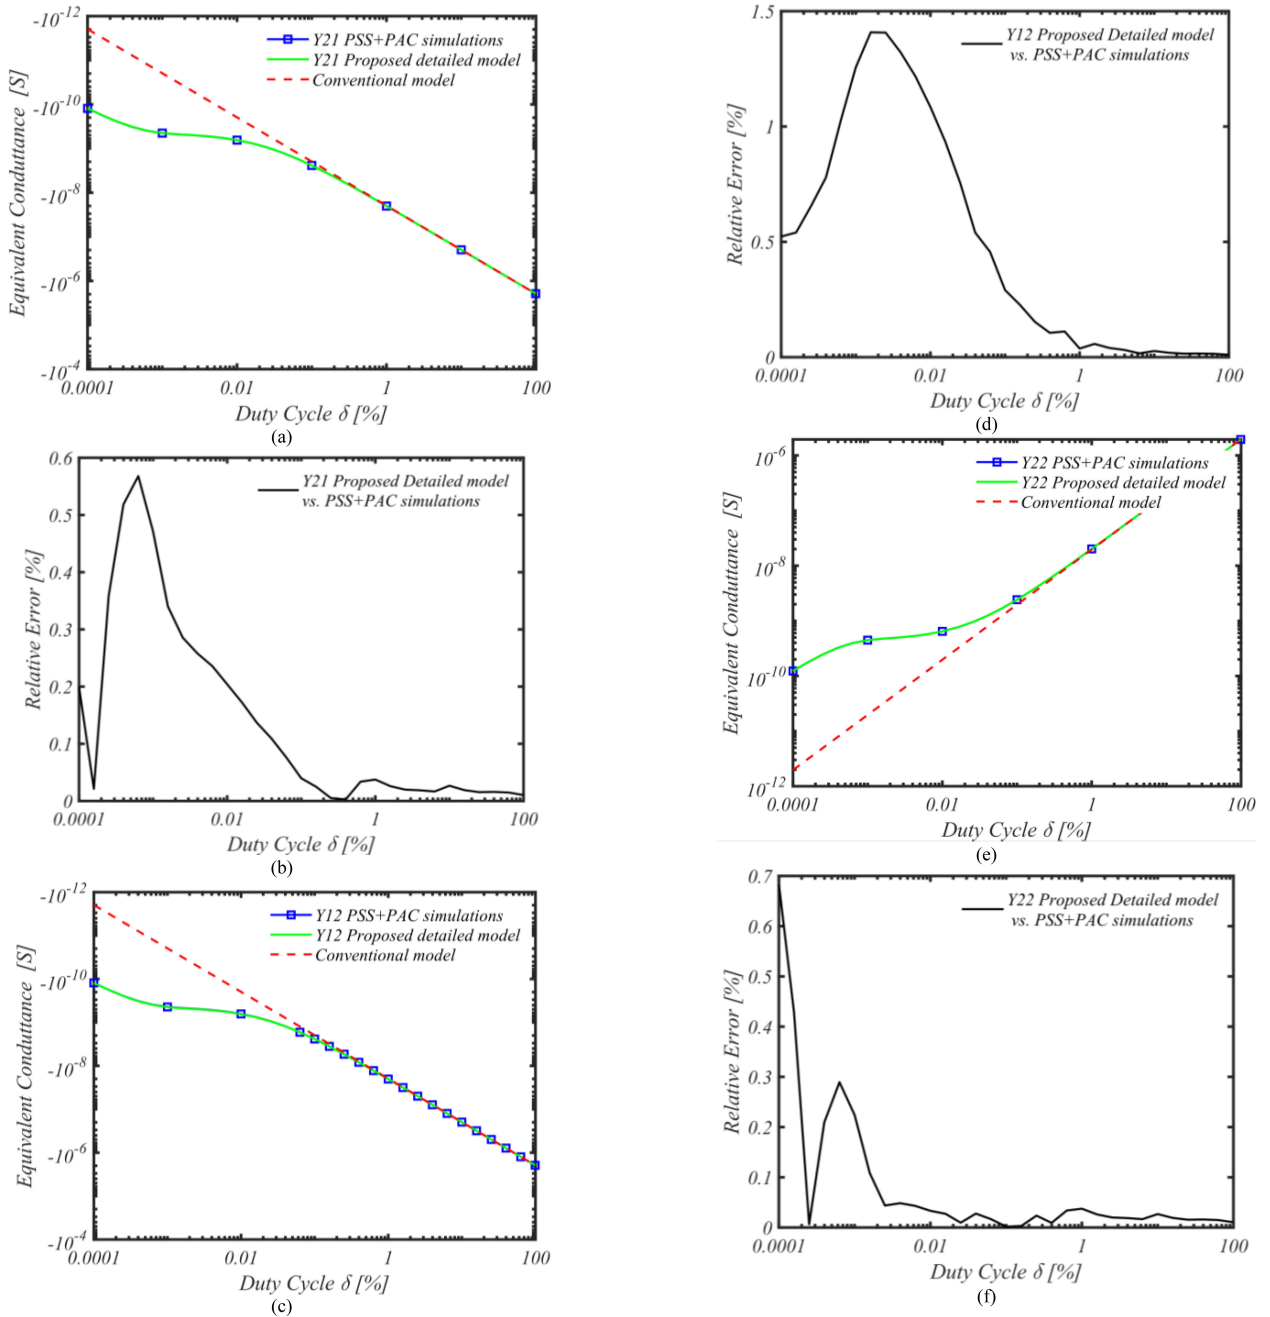 -10-12
-10-10
-10-8
-10-6
-10-4
Equivalent Conduttance [S]
Y21 PSS+PAC simulations
Y21 Proposed detailed model
Conventional model
0.0001 0.01 1 100
Duty Cycle δ [%]
(a)
0.6
0.5
0.4
0.3
0.2
0.1
0
Relative Error [%]
Y21 Proposed Detailed model
vs. PSS+PAC simulations
0.0001 0.01 1 100
Duty Cycle δ [%]
(b)
-10-12
-10-10
-10-8
-10-6
-10-4
Equivalent Conduttance [S]
Y12 PSS+PAC simulations
Y12 Proposed detailed model
Conventional model
0.0001 0.01 1 100
Duty Cycle δ [%]
(c)
1.5
1
0.5
0
Relative Error [%]
Y12 Proposed Detailed model
vs. PSS+PAC simulations
0.0001 0.01 1 100
Duty Cycle δ [%]
(d)
10-6
10-8
10-10
10-12
Equivalent Conduttance [S]
Y22 PSS+PAC simulations
Y22 Proposed detailed model
Conventional model
0.0001 0.01 1 100
Duty Cycle δ [%]
(e)
0.7
0.6
0.5
0.4
0.3
0.2
0.1
0
Relative Error [%]
Y22 Proposed Detailed model
vs. PSS+PAC simulations
0.0001 0.01 1 100
Duty Cycle δ [%]
(f)